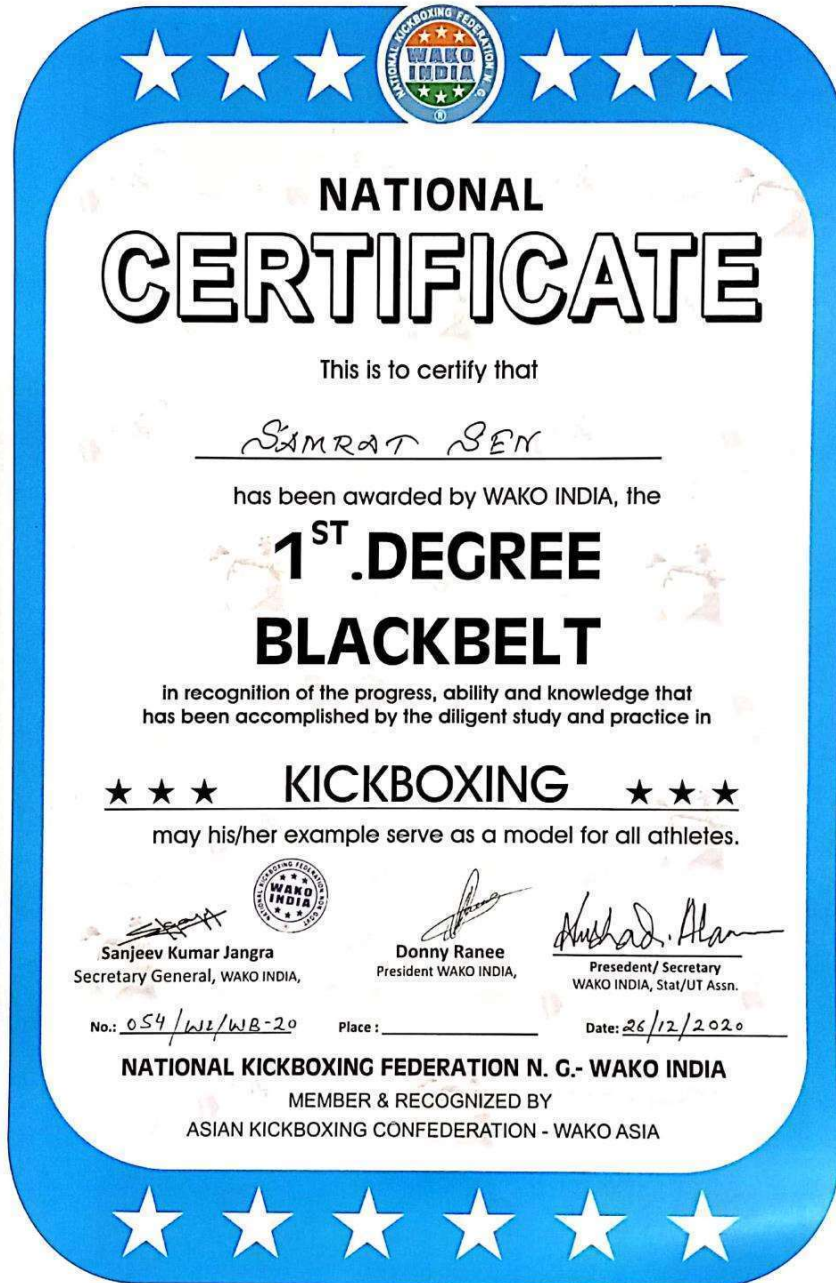 NATIONAL KICKBOXING FEDERATION N. G.
WAKO
INDIA
®
NATIONAL
CERTIFICATE
This is to certify that
SAMRAT SEN
has been awarded by WAKO INDIA, the
1ST.DEGREE
BLACKBELT
in recognition of the progress, ability and knowledge that
has been accomplished by the diligent study and practice in
KICKBOXING
may his/her example serve as a model for all athletes.
NATIONAL KICKBOXING FEDERATION NON GOVT
WAKO
INDIA
Sanjeev Kumar Jangra
Secretary General, WAKO INDIA,
Donny Ranee
President WAKO INDIA,
Presedent/ Secretary
WAKO INDIA, Stat/UT Assn.
No.: 054/WI/WB-20 Place : Date: 26/12/2020
NATIONAL KICKBOXING FEDERATION N. G.- WAKO INDIA
MEMBER & RECOGNIZED BY
ASIAN KICKBOXING CONFEDERATION - WAKO ASIA